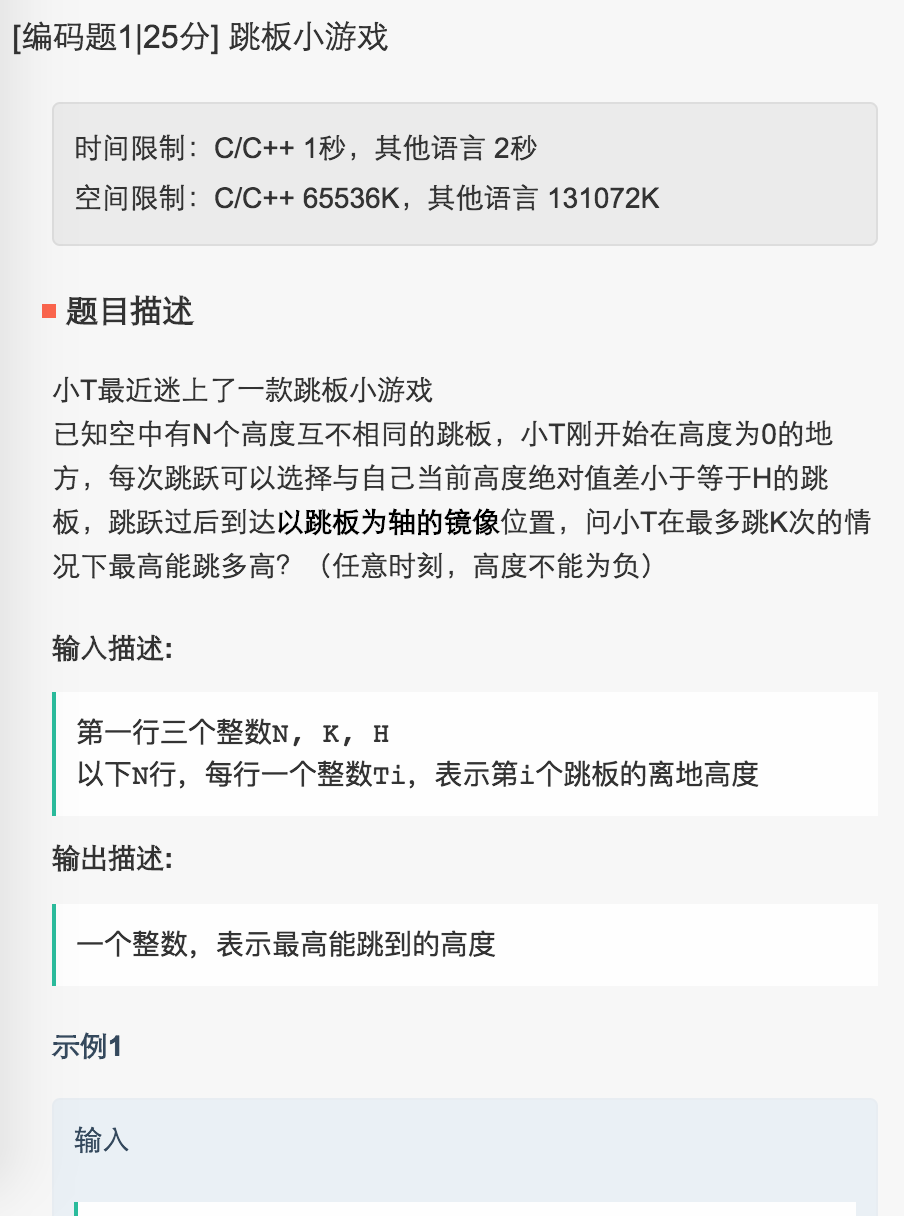 [编码题1|25分] 跳板小游戏
时间限制：C/C++ 1秒，其他语言 2秒
空间限制：C/C++ 65536K，其他语言 131072K
题目描述
小T最近迷上了一款跳板小游戏
已知空中有N个高度互不相同的跳板，小T刚开始在高度为0的地
方，每次跳跃可以选择与自己当前高度绝对值差小于等于H的跳
板，跳跃过后到达以跳板为轴的镜像位置，问小T在最多跳K次的情
况下最高能跳多高？（任意时刻，高度不能为负）
输入描述:
第一行三个整数N, K, H
以下N行，每行一个整数Ti，表示第i个跳板的离地高度
输出描述:
一个整数，表示最高能跳到的高度
示例1
输入